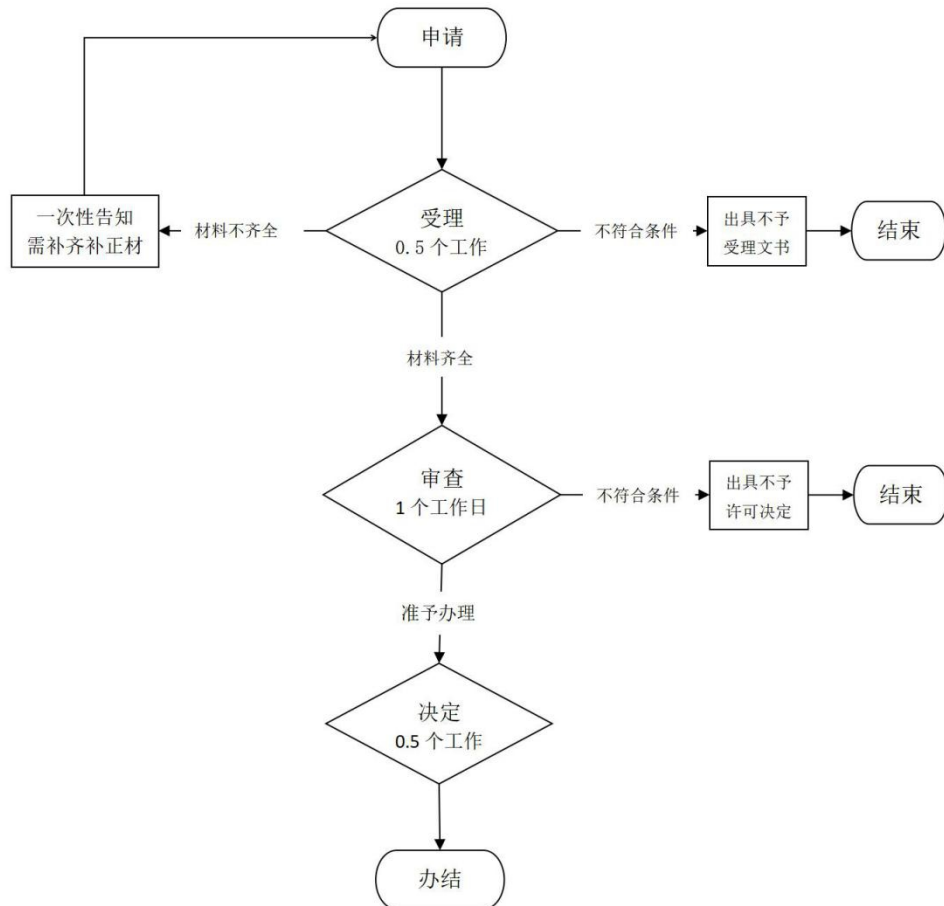 申请
一次性告知
需补齐补正材
材料不齐全
受理
0.5 个工作
不符合条件
出具不予
受理文书
结束
材料齐全
审查
1 个工作日
不符合条件
出具不予
许可决定
结束
准予办理
决定
0.5 个工作
办结